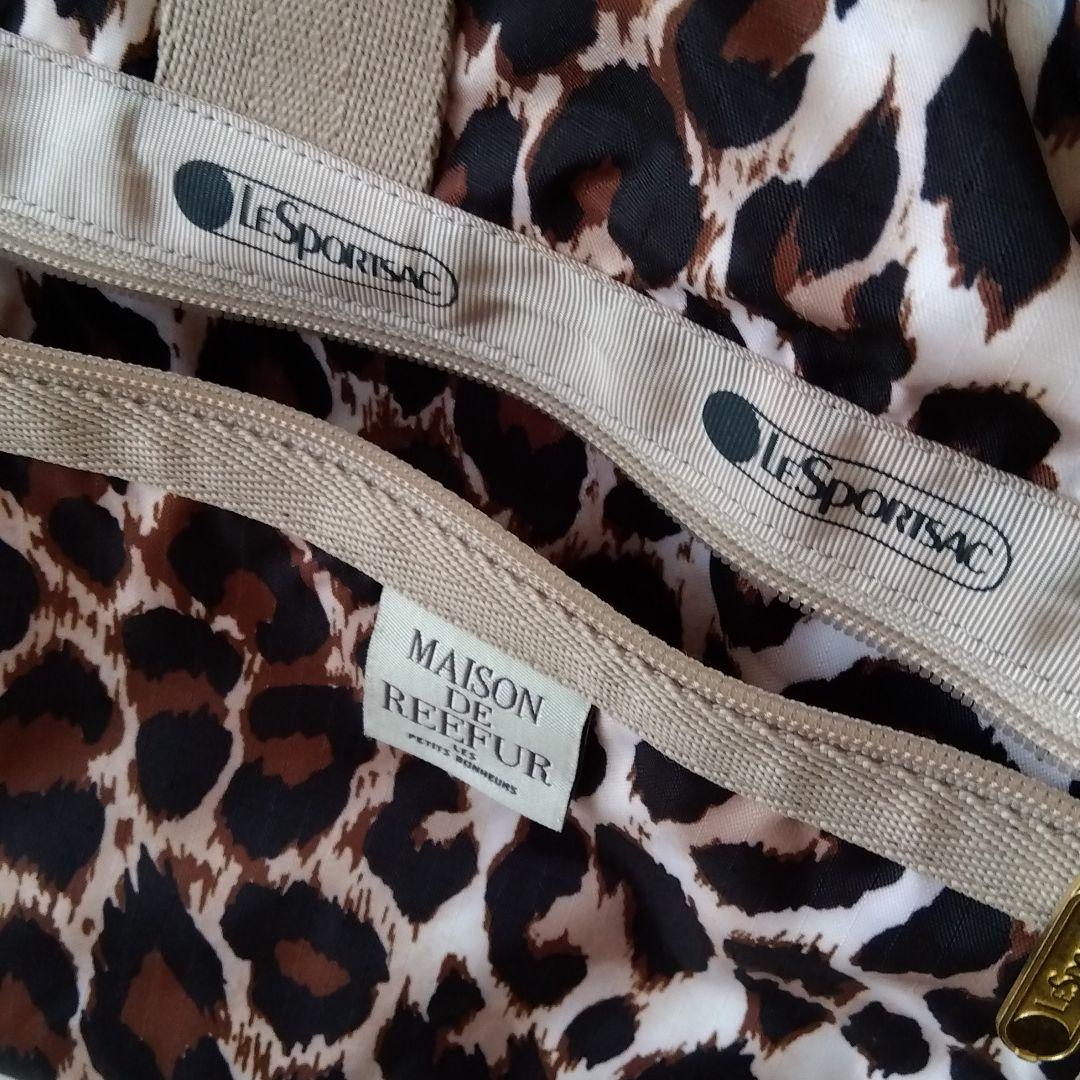 LESPORTSAC
LESPORTSAC
MAISON
DE
REEFUR
LES
PETITS BONHEURS